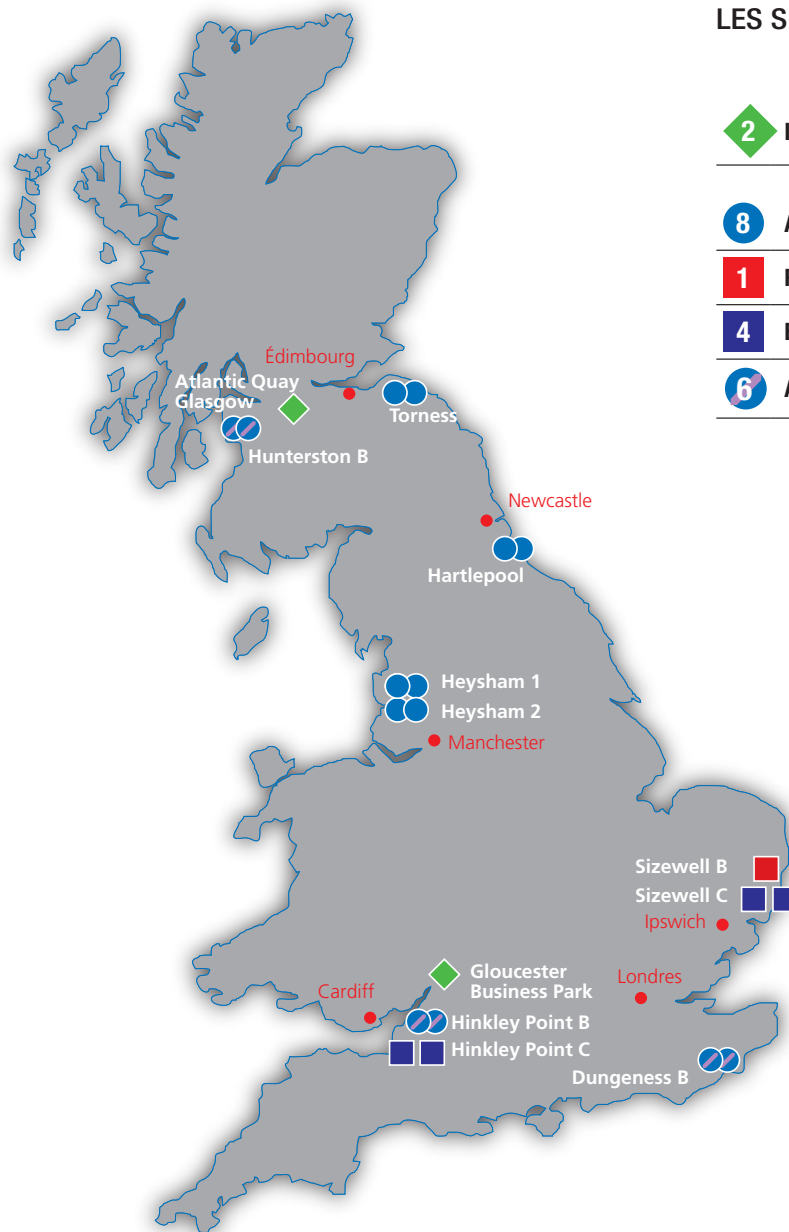 LES S
2
8
A
1
4
6
A
Édimbourg
Atlantic Quay
Glasgow
Torness
Hunterston B
Newcastle
Hartlepool
Heysham 1
Heysham 2
Manchester
Sizewell B
Sizewell C
Ipswich
Gloucester
Business Park
Londres
Cardiff
Hinkley Point B
Hinkley Point C
Dungeness B